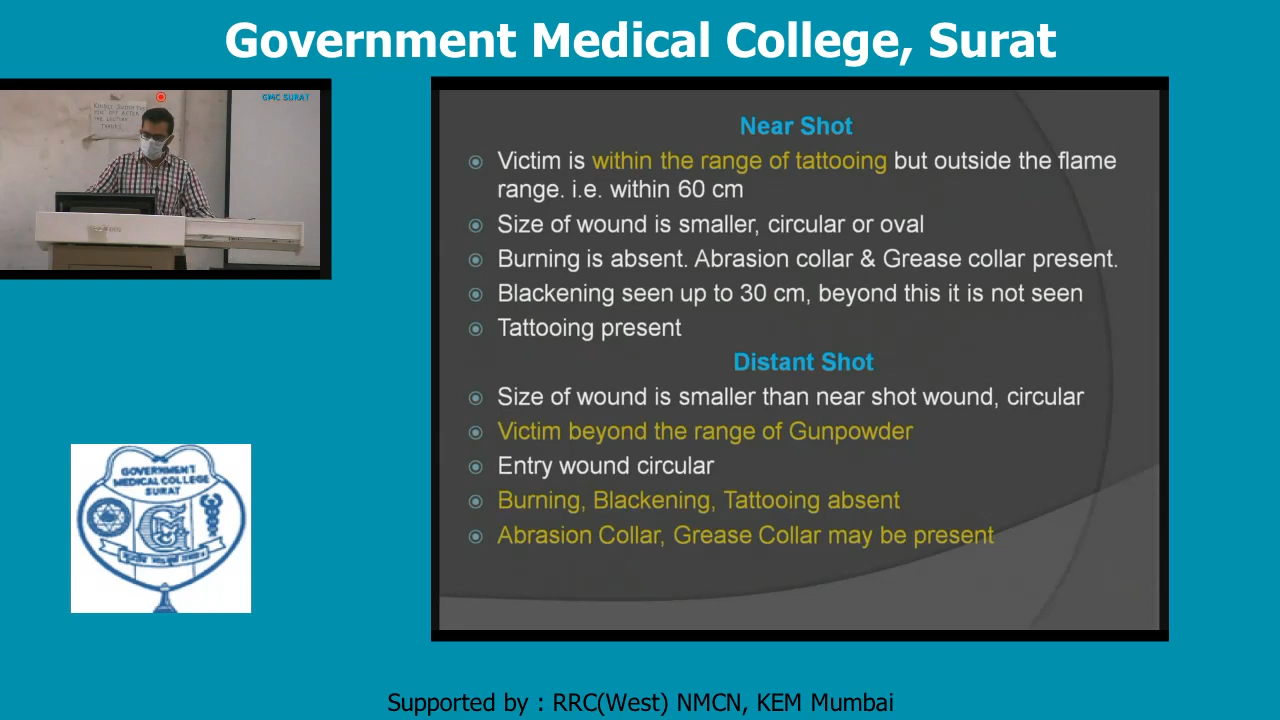 Government Medical College, Surat
GMC SURAT
Near Shot
Victim is within the range of tattooing but outside the flame
range. i.e. within 60 cm
Size of wound is smaller, circular or oval
Burning is absent. Abrasion collar & Grease collar present.
Blackening seen up to 30 cm, beyond this it is not seen
Tattooing present
Distant Shot
Size of wound is smaller than near shot wound, circular
Victim beyond the range of Gunpowder
Entry wound circular
Burning, Blackening, Tattooing absent
Abrasion Collar, Grease Collar may be present
GOVERNMENT
MEDICAL COLLEGE
SURAT
Supported by : RRC(West) NMCN, KEM Mumbai